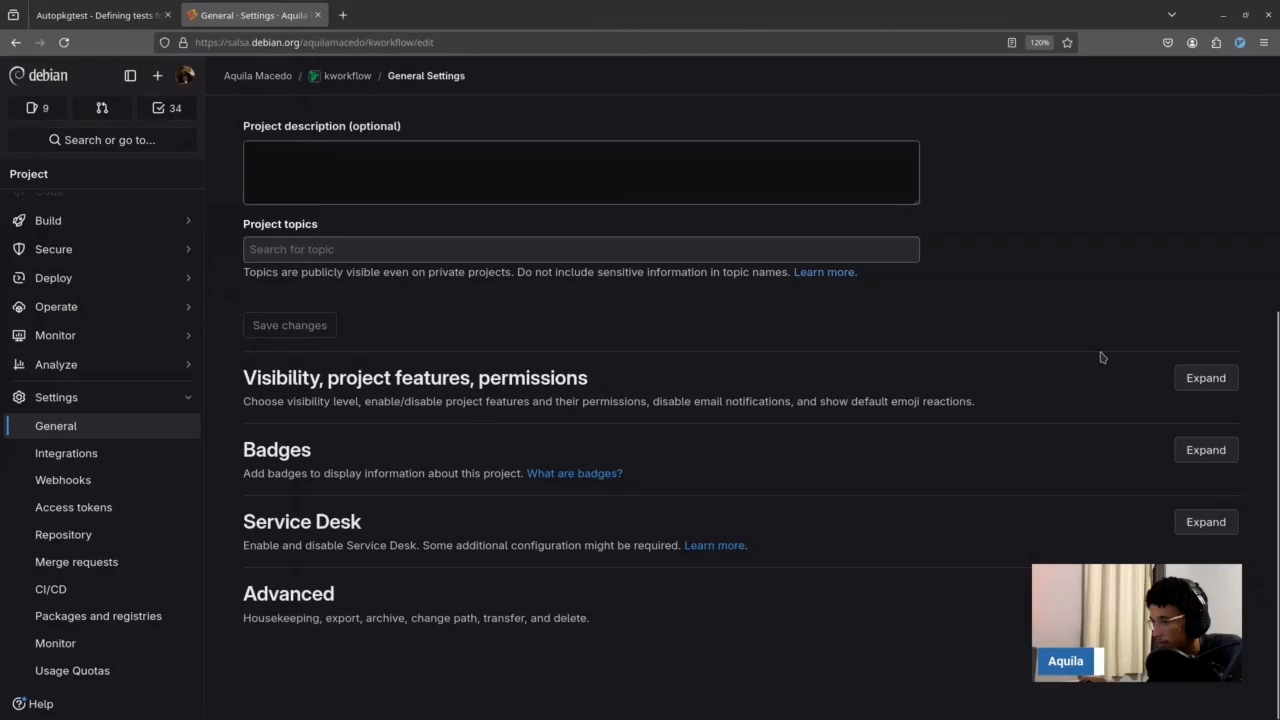 Autopkgtest - Defining tests f
General · Settings · Aquila
https://salsa.debian.org/aquilamacedo/kworkflow/edit
120%
debian
Aquila Macedo / kworkflow / General Settings
9
34
Search or go to...
Project
Build
Secure
Deploy
Operate
Monitor
Analyze
Settings
General
Integrations
Webhooks
Access tokens
Repository
Merge requests
CI/CD
Packages and registries
Monitor
Usage Quotas
Help
Project description (optional)
Project topics
Search for topic
Topics are publicly visible even on private projects. Do not include sensitive information in topic names. Learn more.
Save changes
Visibility, project features, permissions
Expand
Choose visibility level, enable/disable project features and their permissions, disable email notifications, and show default emoji reactions.
Badges
Expand
Add badges to display information about this project. What are badges?
Service Desk
Expand
Enable and disable Service Desk. Some additional configuration might be required. Learn more.
Advanced
Housekeeping, export, archive, change path, transfer, and delete.
Aquila